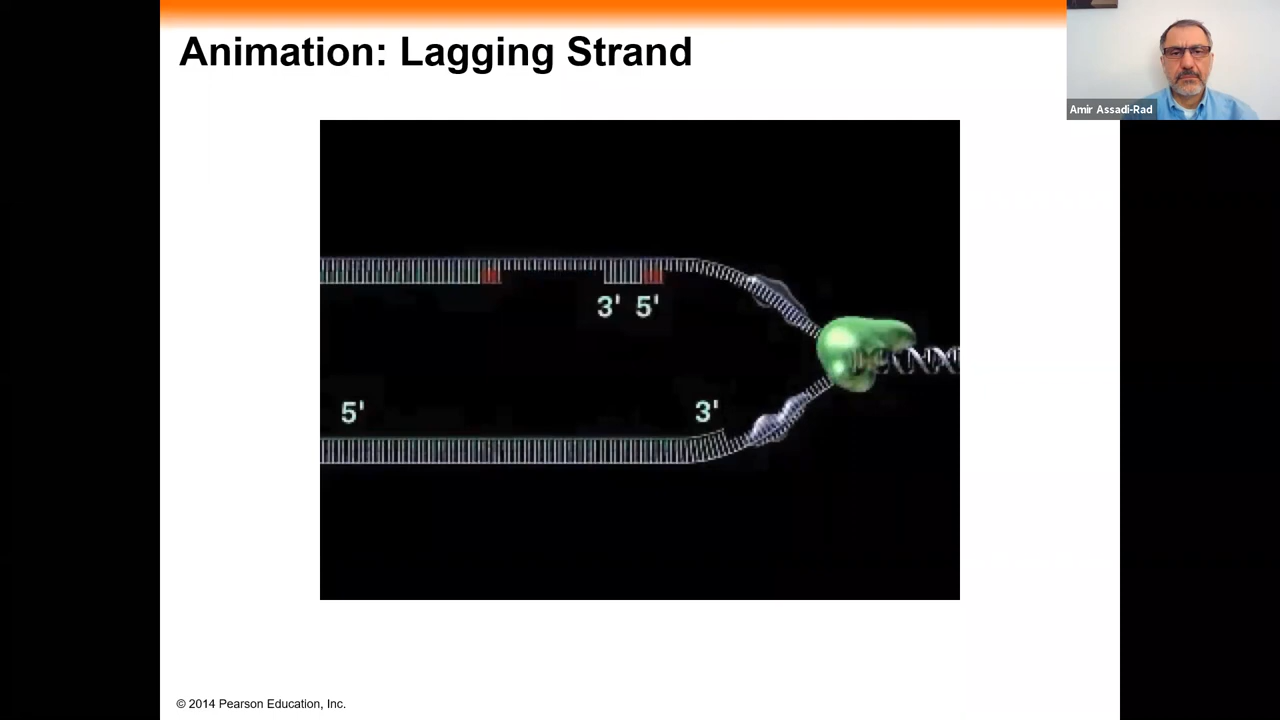 Animation: Lagging Strand
Amir Assadi-Rad
3' 5'
5' 3'
© 2014 Pearson Education, Inc.